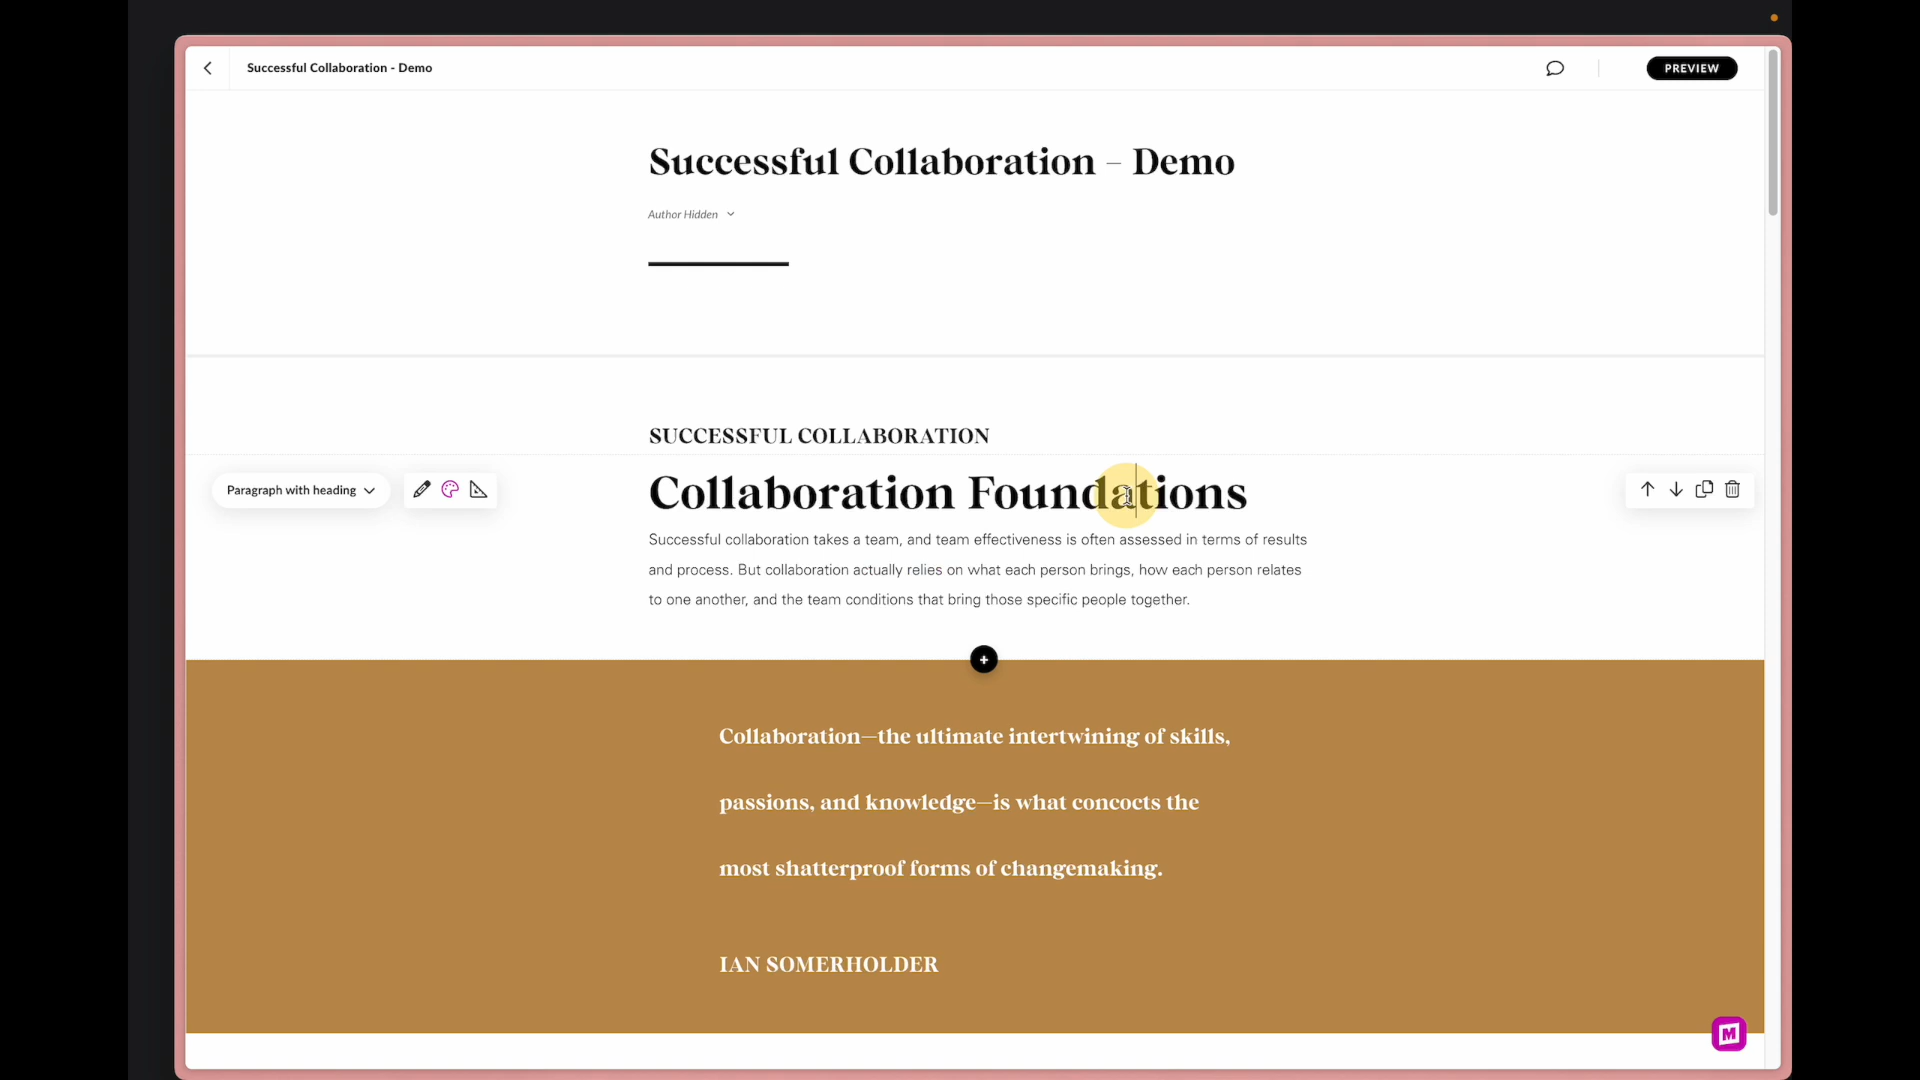 Successful Collaboration - Demo
PREVIEW
Successful Collaboration – Demo
Author Hidden
SUCCESSFUL COLLABORATION
Paragraph with heading
Collaboration Foundations
Successful collaboration takes a team, and team effectiveness is often assessed in terms of results
and process. But collaboration actually relies on what each person brings, how each person relates
to one another, and the team conditions that bring those specific people together.
Collaboration—the ultimate intertwining of skills,
passions, and knowledge—is what concocts the
most shatterproof forms of changemaking.
IAN SOMERHOLDER
M